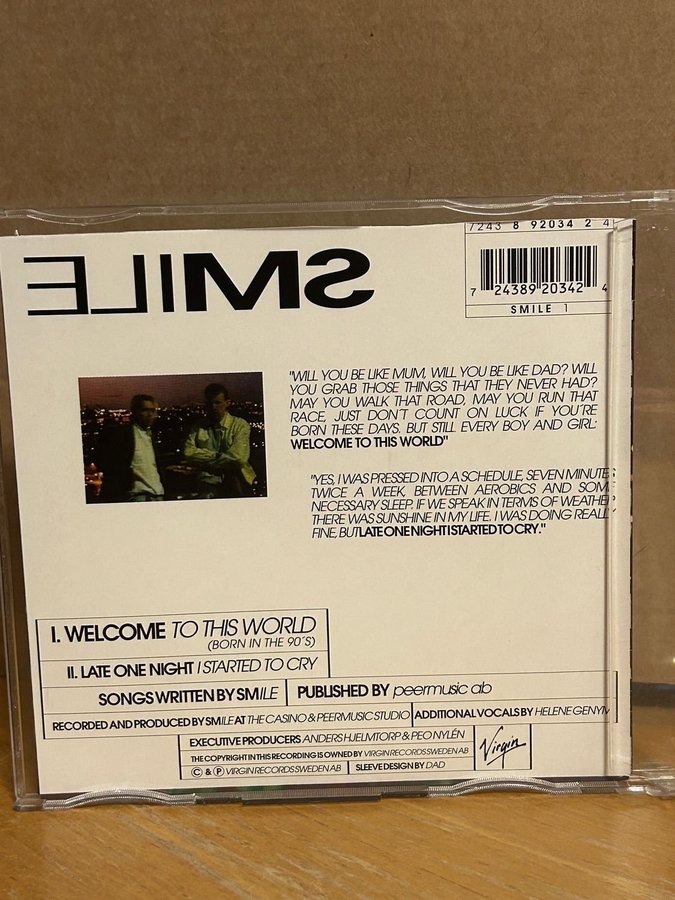 SMILE
7243 8 92034 2 4
7 24389 20342 4
SMILE 1
"WILL YOU BE LIKE MUM, WILL YOU BE LIKE DAD? WILL
YOU GRAB THOSE THINGS THAT THEY NEVER HAD?
MAY YOU WALK THAT ROAD, MAY YOU RUN THAT
RACE, JUST DON'T COUNT ON LUCK IF YOU'RE
BORN THESE DAYS. BUT STILL EVERY BOY AND GIRL:
WELCOME TO THIS WORLD"
"YES, I WAS PRESSED INTO A SCHEDULE, SEVEN MINUTES
TWICE A WEEK, BETWEEN AEROBICS AND SOME
NECESSARY SLEEP. IF WE SPEAK IN TERMS OF WEATHER
THERE WAS SUNSHINE IN MY LIFE. I WAS DOING REALLY
FINE, BUT LATE ONE NIGHT I STARTED TO CRY."
I. WELCOME TO THIS WORLD
(BORN IN THE 90´S)
II. LATE ONE NIGHT I STARTED TO CRY
SONGS WRITTEN BY SMILE PUBLISHED BY peermusic ab
RECORDED AND PRODUCED BY SMILE AT THE CASINO & PEERMUSIC STUDIO ADDITIONAL VOCALS BY HELENE
EXECUTIVE PRODUCERS ANDERS HJELMTORP & PEO NYLÉN
THE COPYRIGHT IN THIS RECORDING IS OWNED BY VIRGIN RECORDS SWEDEN AB
© & ℗ VIRGIN RECORDS SWEDEN AB SLEEVE DESIGN BY DAD
Virgin